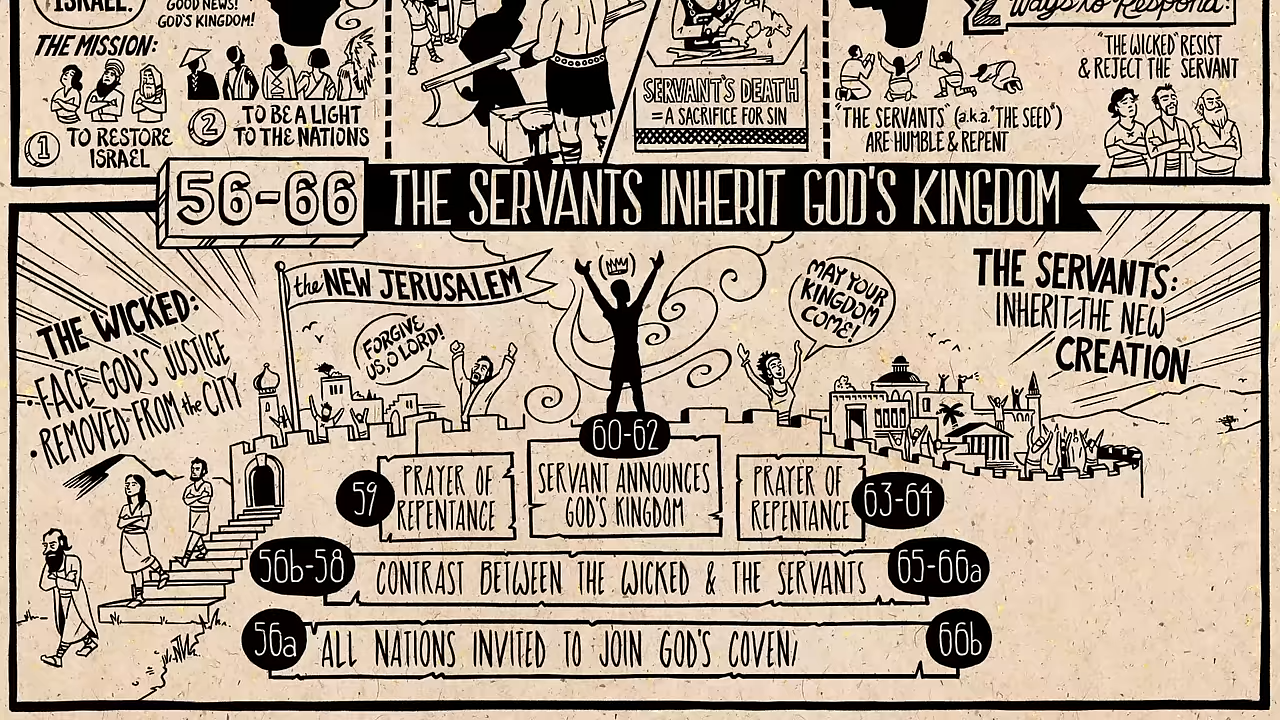 ISRAEL.
GOOD NEWS!
GOD'S KINGDOM!
THE MISSION:
1 TO RESTORE
ISRAEL
2 TO BE A LIGHT
TO THE NATIONS
SERVANT'S DEATH
= A SACRIFICE FOR SIN
2 Ways to Respond:
"THE SERVANTS" (a.k.a. "THE SEED")
ARE HUMBLE & REPENT
"THE WICKED" RESIST
& REJECT THE SERVANT
56-66 THE SERVANTS INHERIT GOD'S KINGDOM
THE WICKED:
• FACE GOD'S JUSTICE
• REMOVED FROM the CITY
the NEW JERUSALEM
FORGIVE
US, O LORD!
MAY YOUR
KINGDOM
COME!
THE SERVANTS:
INHERIT THE NEW
CREATION
60-62
59
PRAYER OF
REPENTANCE
SERVANT ANNOUNCES
GOD'S KINGDOM
PRAYER OF
REPENTANCE
63-64
56b-58 CONTRAST BETWEEN THE WICKED & THE SERVANTS 65-66a
56a ALL NATIONS INVITED TO JOIN GOD'S COVEN 66b